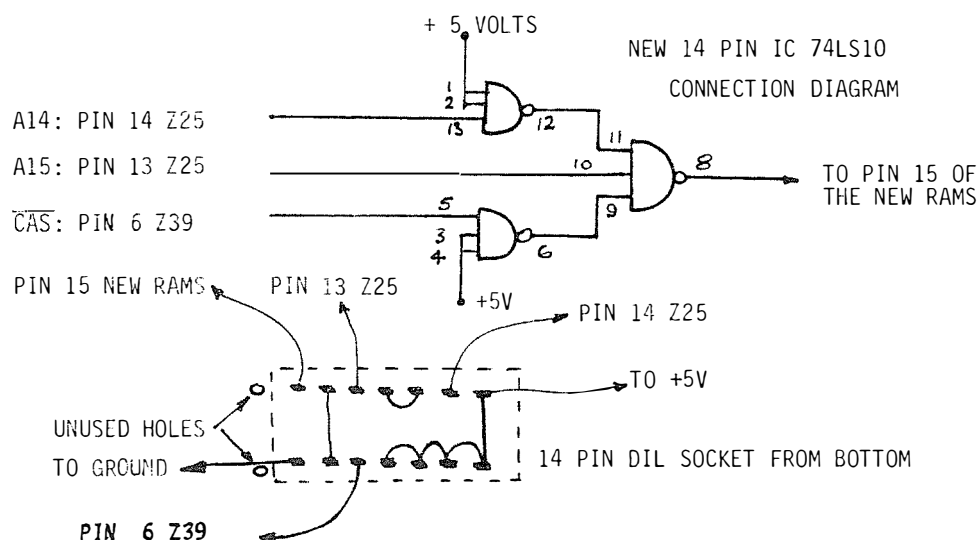 + 5 VOLTS
NEW 14 PIN IC 74LS10
CONNECTION DIAGRAM
1
2
13
12
A14: PIN 14 Z25
11
10
8
A15: PIN 13 Z25
TO PIN 15 OF
THE NEW RAMS
9
5
CAS: PIN 6 Z39
3
4
6
+5V
PIN 15 NEW RAMS
PIN 13 Z25
PIN 14 Z25
TO +5V
UNUSED HOLES
TO GROUND
14 PIN DIL SOCKET FROM BOTTOM
PIN 6 Z39